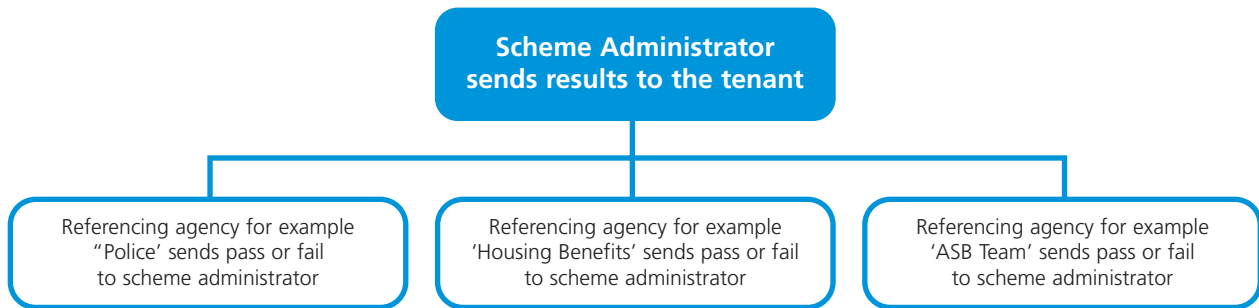 Scheme Administrator
sends results to the tenant
Referencing agency for example
"Police' sends pass or fail
to scheme administrator
Referencing agency for example
'Housing Benefits' sends pass or fail
to scheme administrator
Referencing agency for example
'ASB Team' sends pass or fail
to scheme administrator